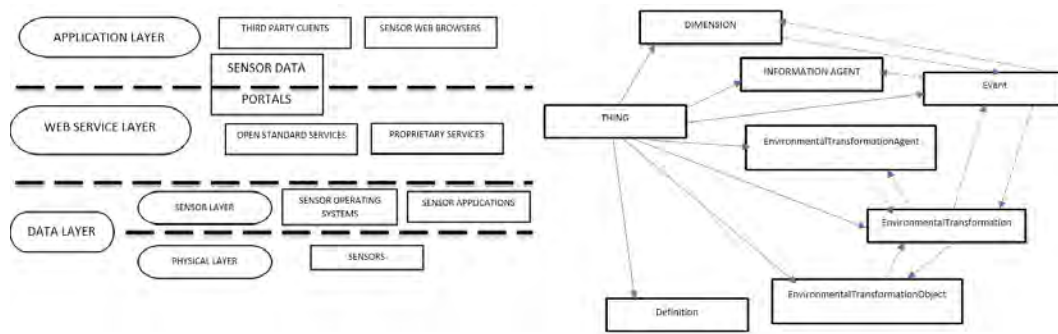 APPLICATION LAYER
THIRD PARTY CLIENTS
SENSOR WEB BROWSERS
SENSOR DATA
PORTALS
WEB SERVICE LAYER
OPEN STANDARD SERVICES
PROPRIETARY SERVICES
SENSOR LAYER
SENSOR OPERATING
SYSTEMS
SENSOR APPLICATIONS
DATA LAYER
PHYSICAL LAYER
SENSORS
DIMENSION
INFORMATION AGENT
Event
THING
EnvironmentalTransformationAgent
EnvironmentalTransformation
EnvironmentalTransformationObject
Definition